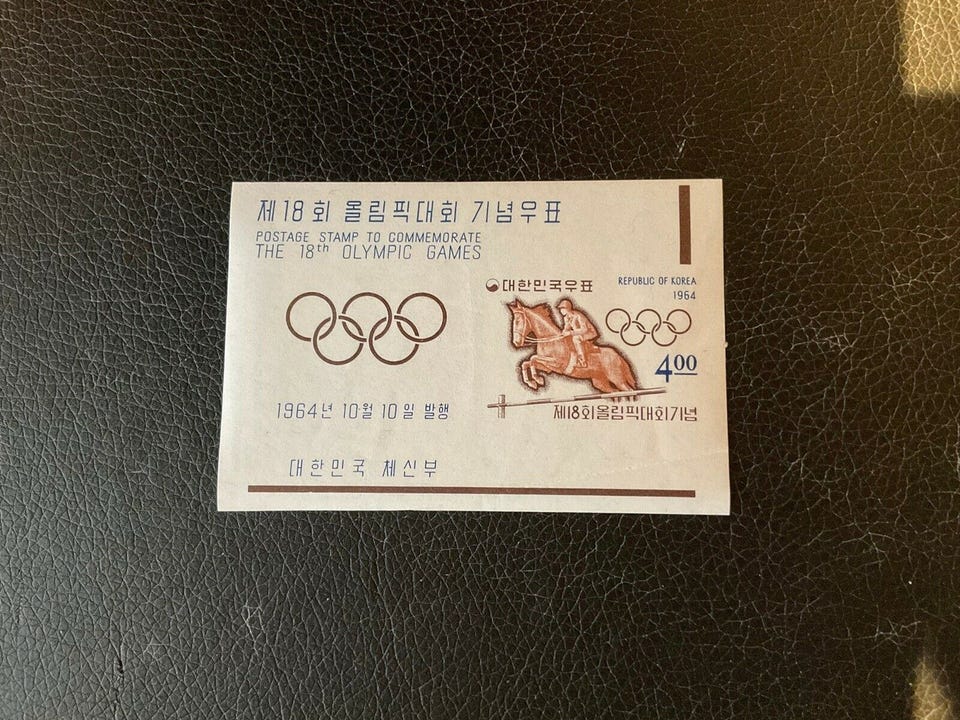 제18회 올림픽대회 기념우표
POSTAGE STAMP TO COMMEMORATE
THE 18th OLYMPIC GAMES
대한민국우표
REPUBLIC OF KOREA
1964
4.00
제18회올림픽대회기념
1964년 10월 10일 발행
대한민국 체신부